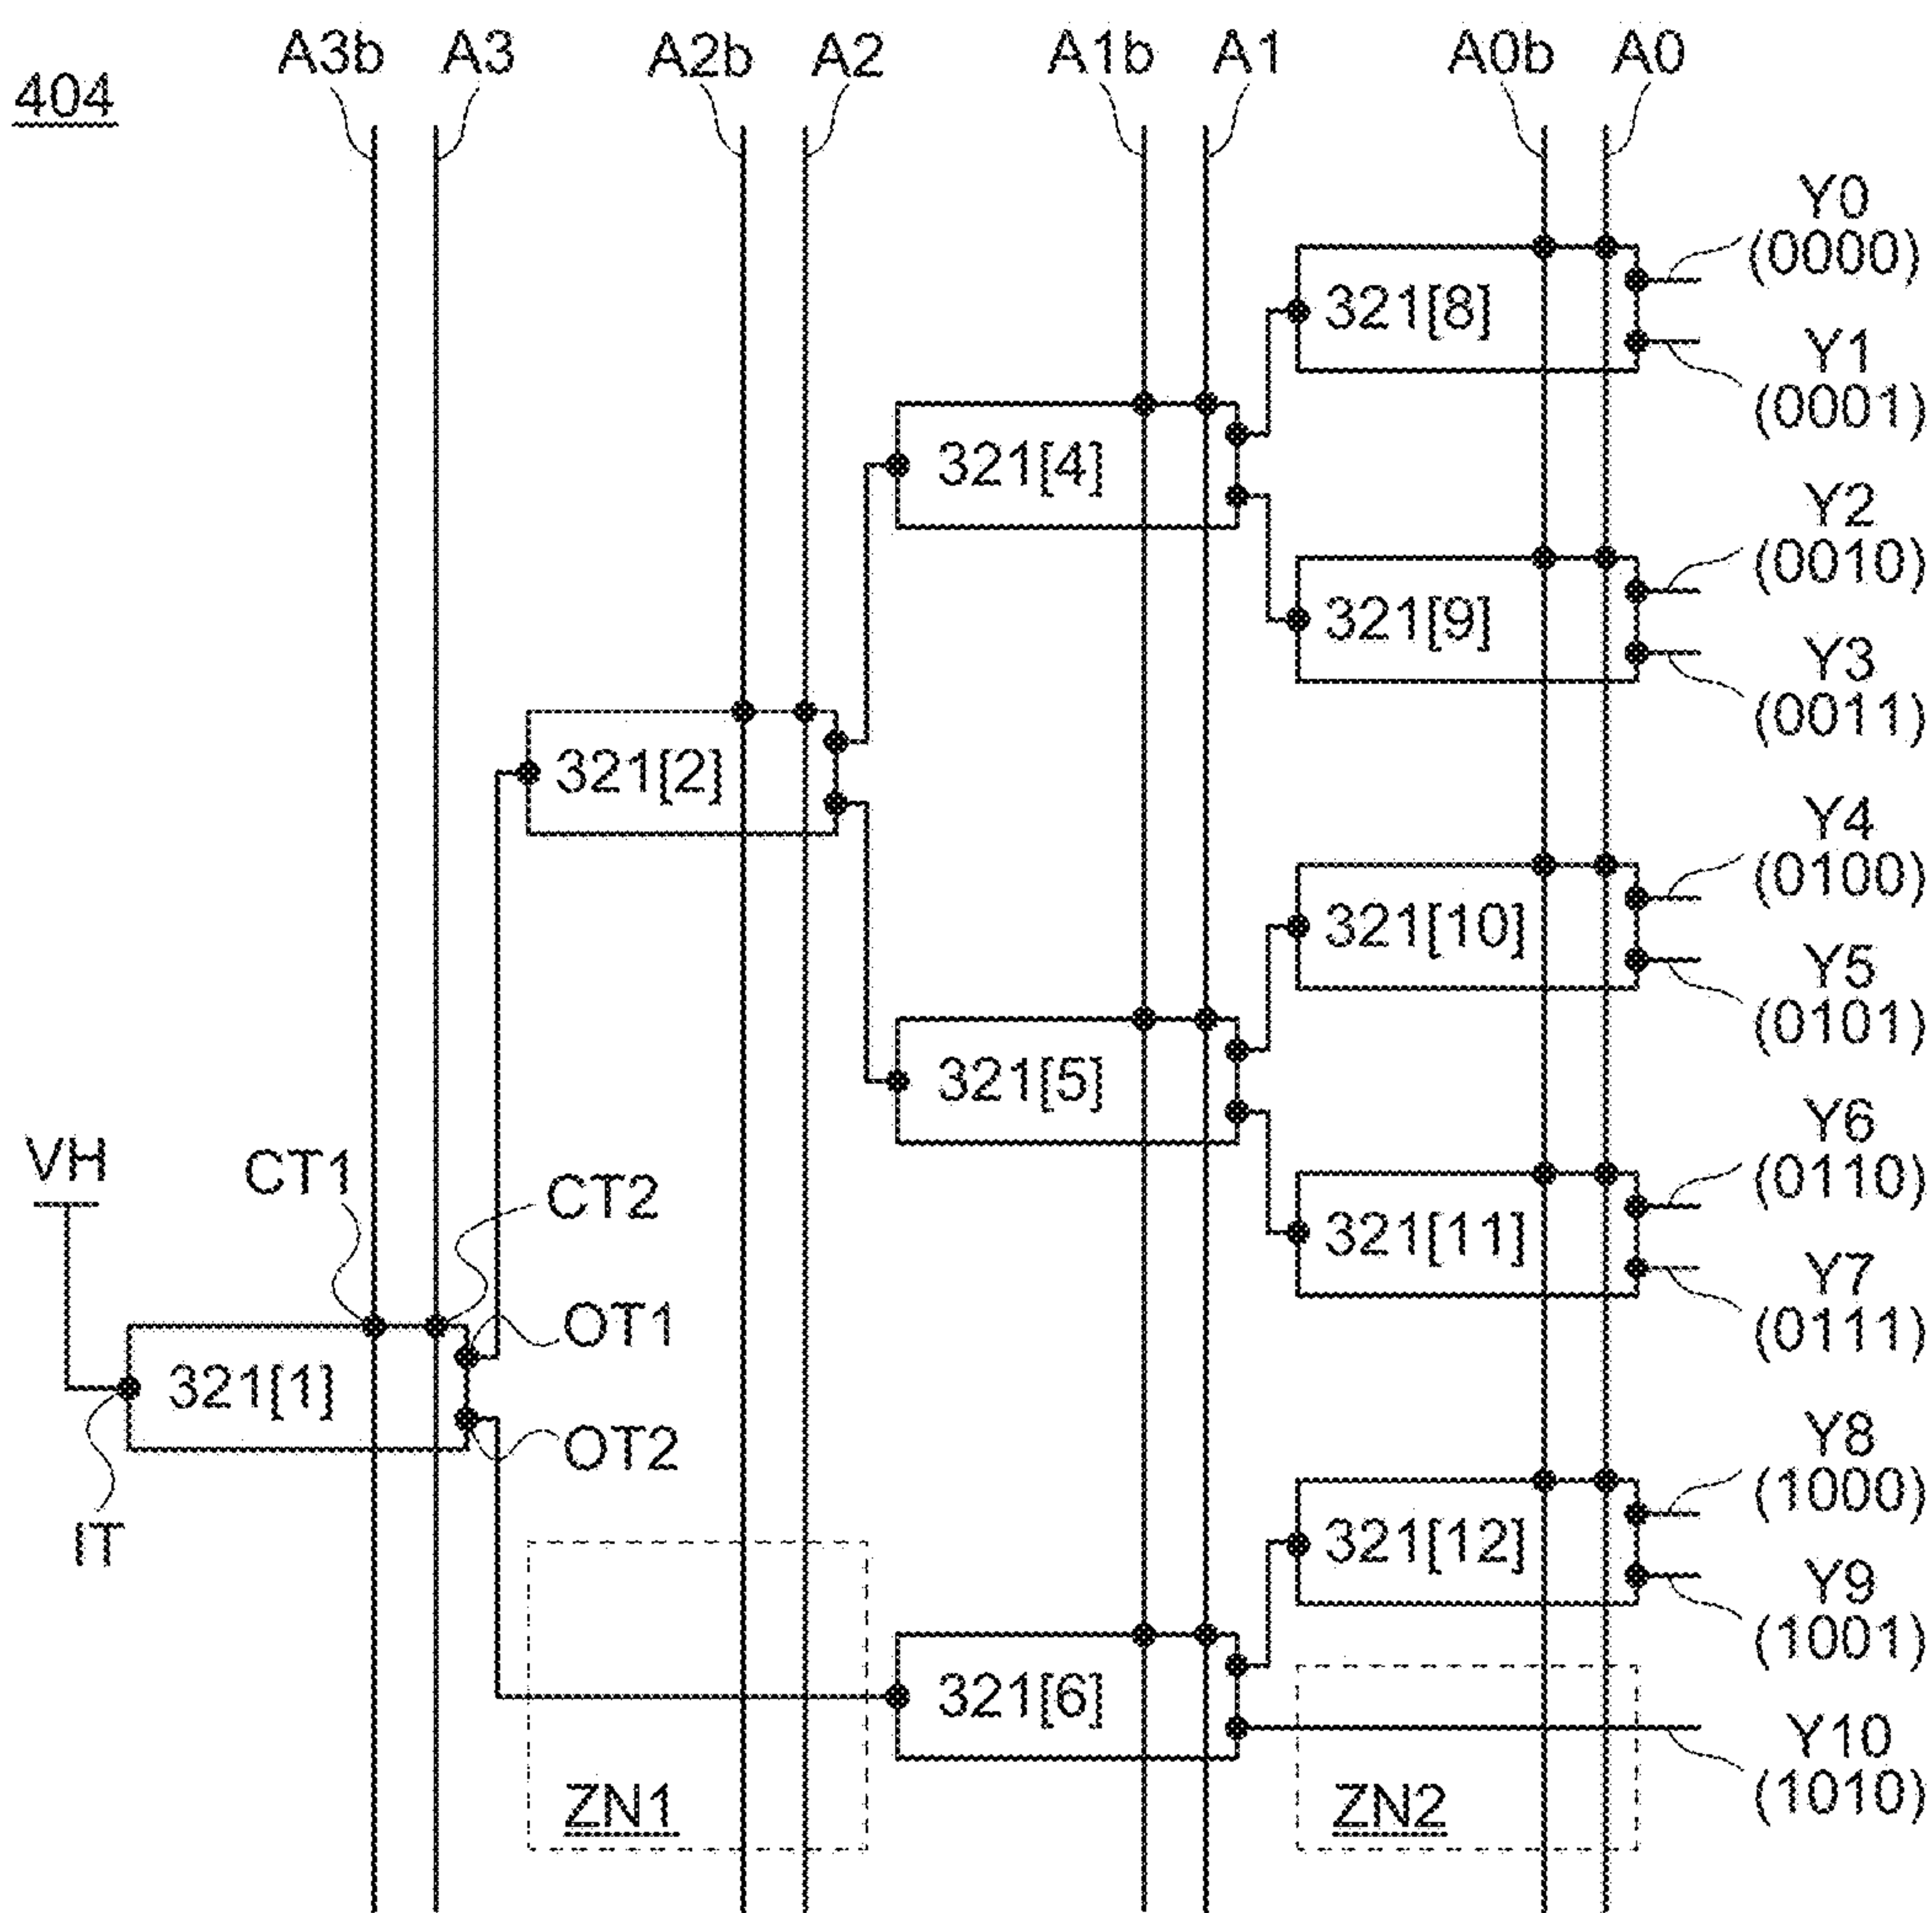 404
A3b A3 A2b A2 A1b A1 A0b A0
Y0
(0000)
321[8]
Y1
(0001)
321[4]
Y2
(0010)
321[9]
Y3
(0011)
321[2]
Y4
(0100)
321[10]
Y5
(0101)
321[5]
Y6
(0110)
VH
CT1
CT2
321[11]
Y7
(0111)
OT1
321[1]
OT2
Y8
(1000)
IT
321[12]
Y9
(1001)
321[6]
Y10
(1010)
ZN1
ZN2